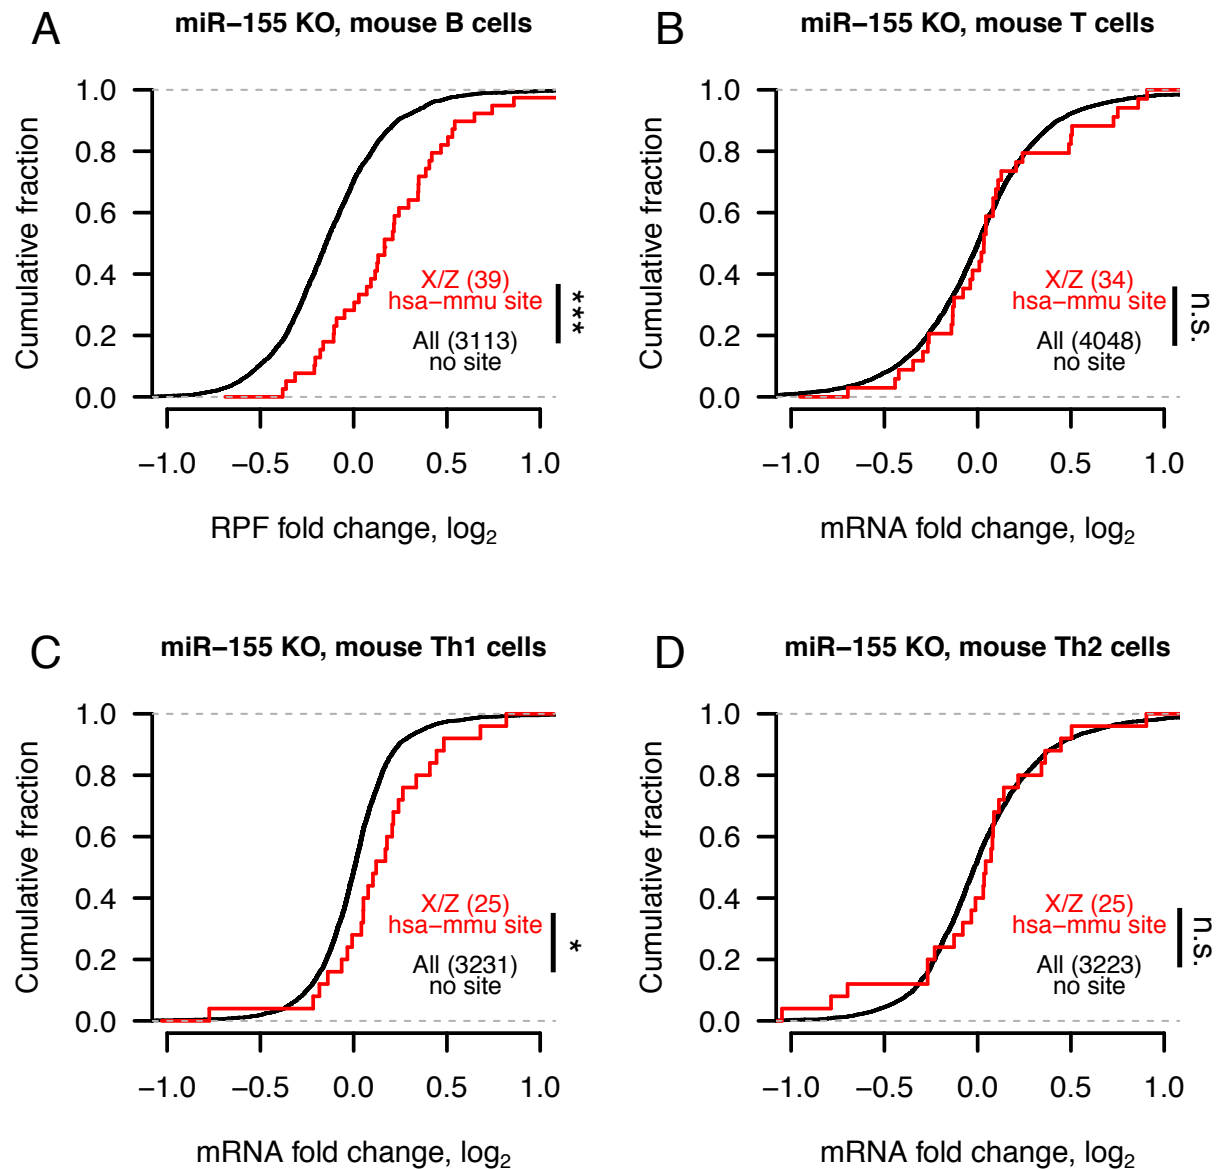 A
miR–155 KO, mouse B cells
Cumulative fraction
1.0
0.8
0.6
0.4
0.2
0.0
X/Z (39)
hsa–mmu site
All (3113)
no site
***
−1.0 −0.5 0.0 0.5 1.0
RPF fold change, log2
B
miR–155 KO, mouse T cells
Cumulative fraction
1.0
0.8
0.6
0.4
0.2
0.0
X/Z (34)
hsa–mmu site
All (4048)
no site
n.s.
−1.0 −0.5 0.0 0.5 1.0
mRNA fold change, log2
C
miR–155 KO, mouse Th1 cells
Cumulative fraction
1.0
0.8
0.6
0.4
0.2
0.0
X/Z (25)
hsa–mmu site
All (3231)
no site
*
−1.0 −0.5 0.0 0.5 1.0
mRNA fold change, log2
D
miR–155 KO, mouse Th2 cells
Cumulative fraction
1.0
0.8
0.6
0.4
0.2
0.0
X/Z (25)
hsa–mmu site
All (3223)
no site
n.s.
−1.0 −0.5 0.0 0.5 1.0
mRNA fold change, log2